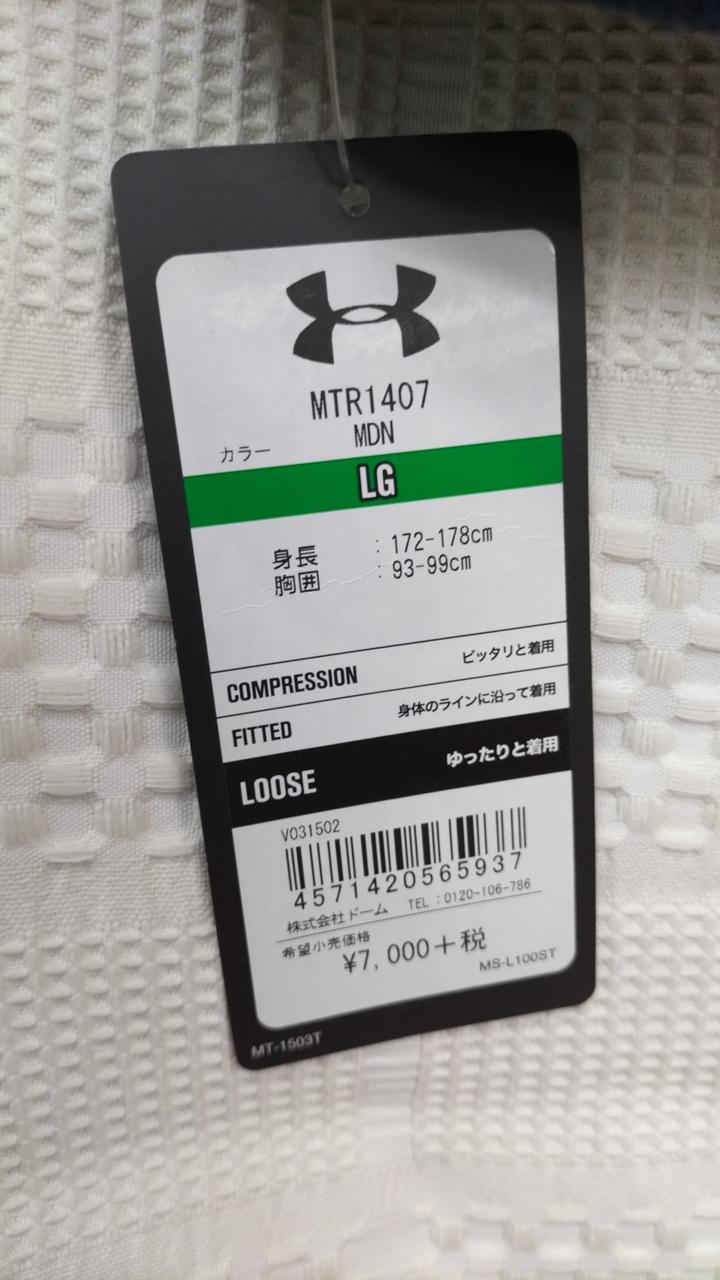 MTR1407
カラー MDN
LG
身長 : 172-178cm
胸囲 : 93-99cm
COMPRESSION ピッタリと着用
FITTED 身体のラインに沿って着用
LOOSE ゆったりと着用
V031502
4571420565937
株式会社ドーム TEL : 0120-106-786
希望小売価格
¥7,000+税
MS-L100ST
MT-1503T